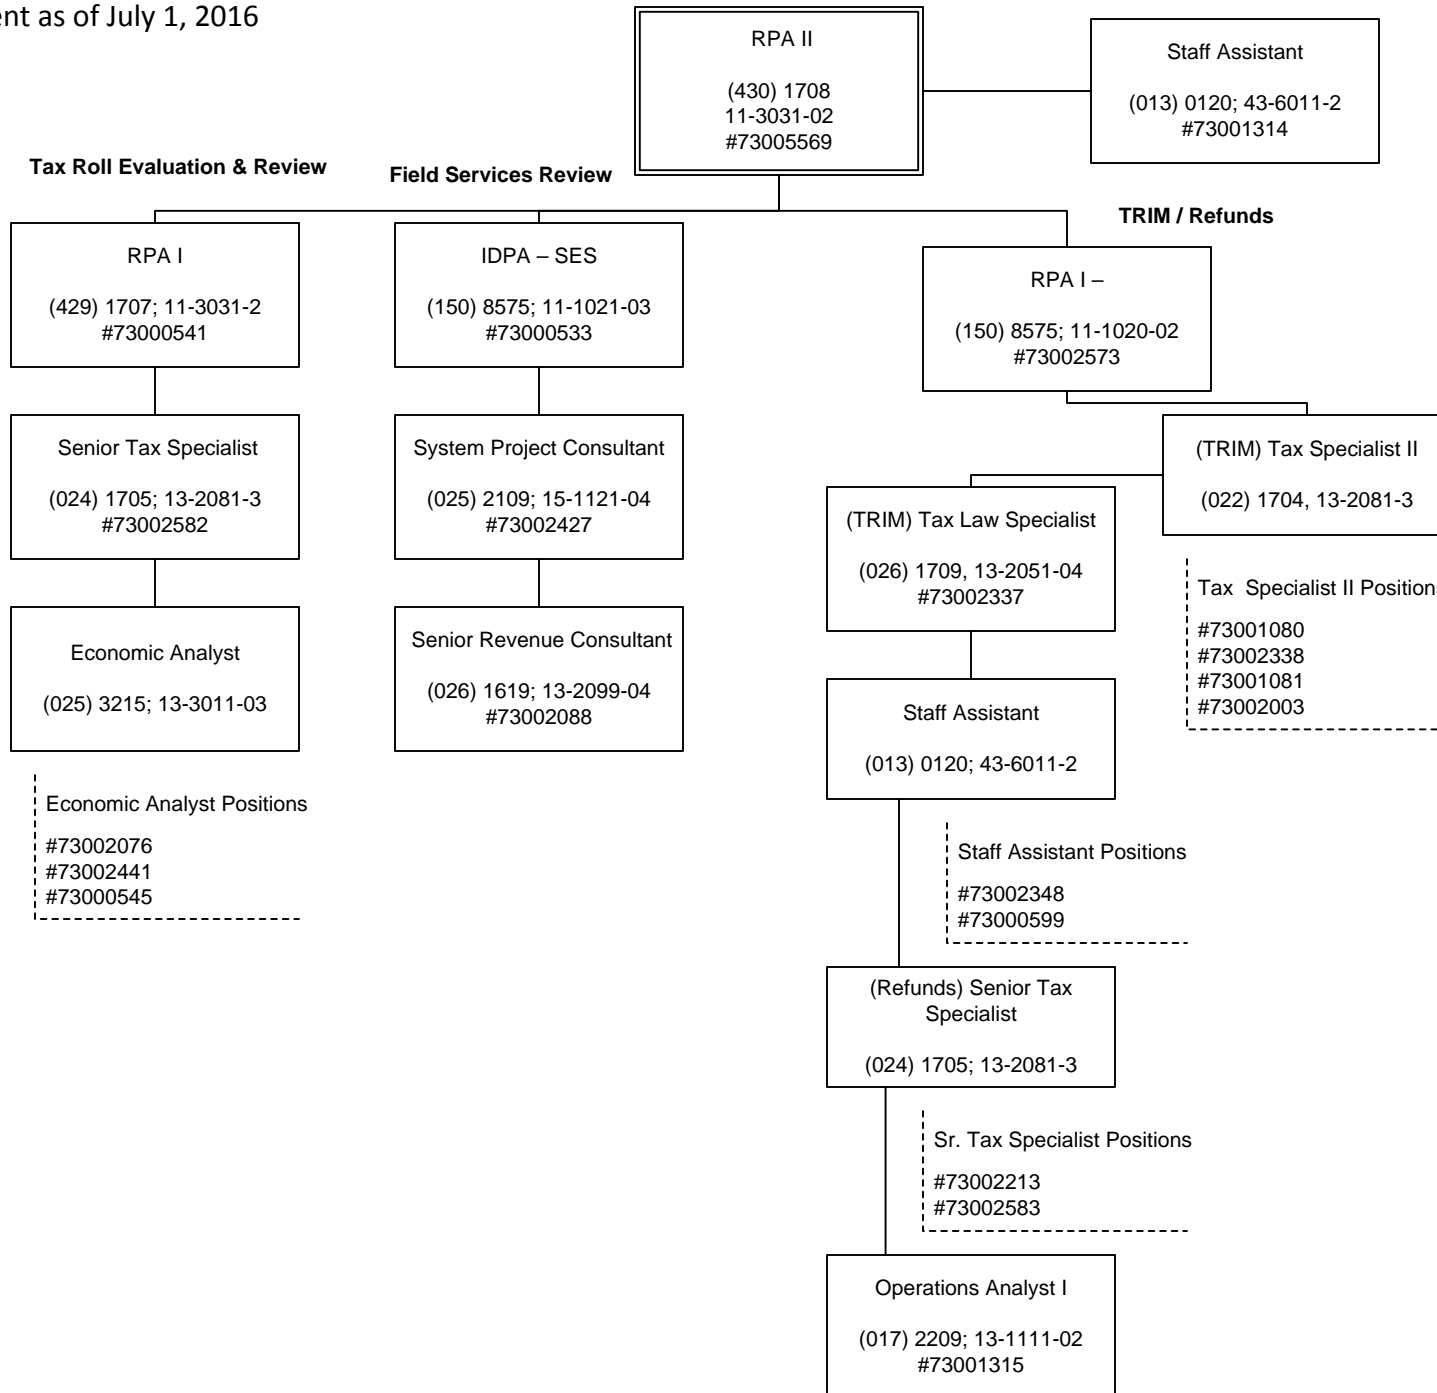 as of July 1, 2016
RPA II
(430) 1708
11-3031-02
#73005569
Staff Assistant
(013) 0120; 43-6011-2
#73001314
Tax Roll Evaluation & Review
Field Services Review
TRIM / Refunds
RPA I
(429) 1707; 11-3031-2
#73000541
IDPA – SES
(150) 8575; 11-1021-03
#73000533
RPA I –
(150) 8575; 11-1020-02
#73002573
Senior Tax Specialist
(024) 1705; 13-2081-3
#73002582
System Project Consultant
(025) 2109; 15-1121-04
#73002427
(TRIM) Tax Specialist II
(022) 1704, 13-2081-3
(TRIM) Tax Law Specialist
(026) 1709, 13-2051-04
#73002337
Tax Specialist II
#73001080
#73002338
#73001081
#73002003
Economic Analyst
(025) 3215; 13-3011-03
Senior Revenue Consultant
(026) 1619; 13-2099-04
#73002088
Staff Assistant
(013) 0120; 43-6011-2
Economic Analyst Positions
#73002076
#73002441
#73000545
Staff Assistant Positions
#73002348
#73000599
(Refunds) Senior Tax
Specialist
(024) 1705; 13-2081-3
Sr. Tax Specialist Positions
#73002213
#73002583
Operations Analyst I
(017) 2209; 13-1111-02
#73001315